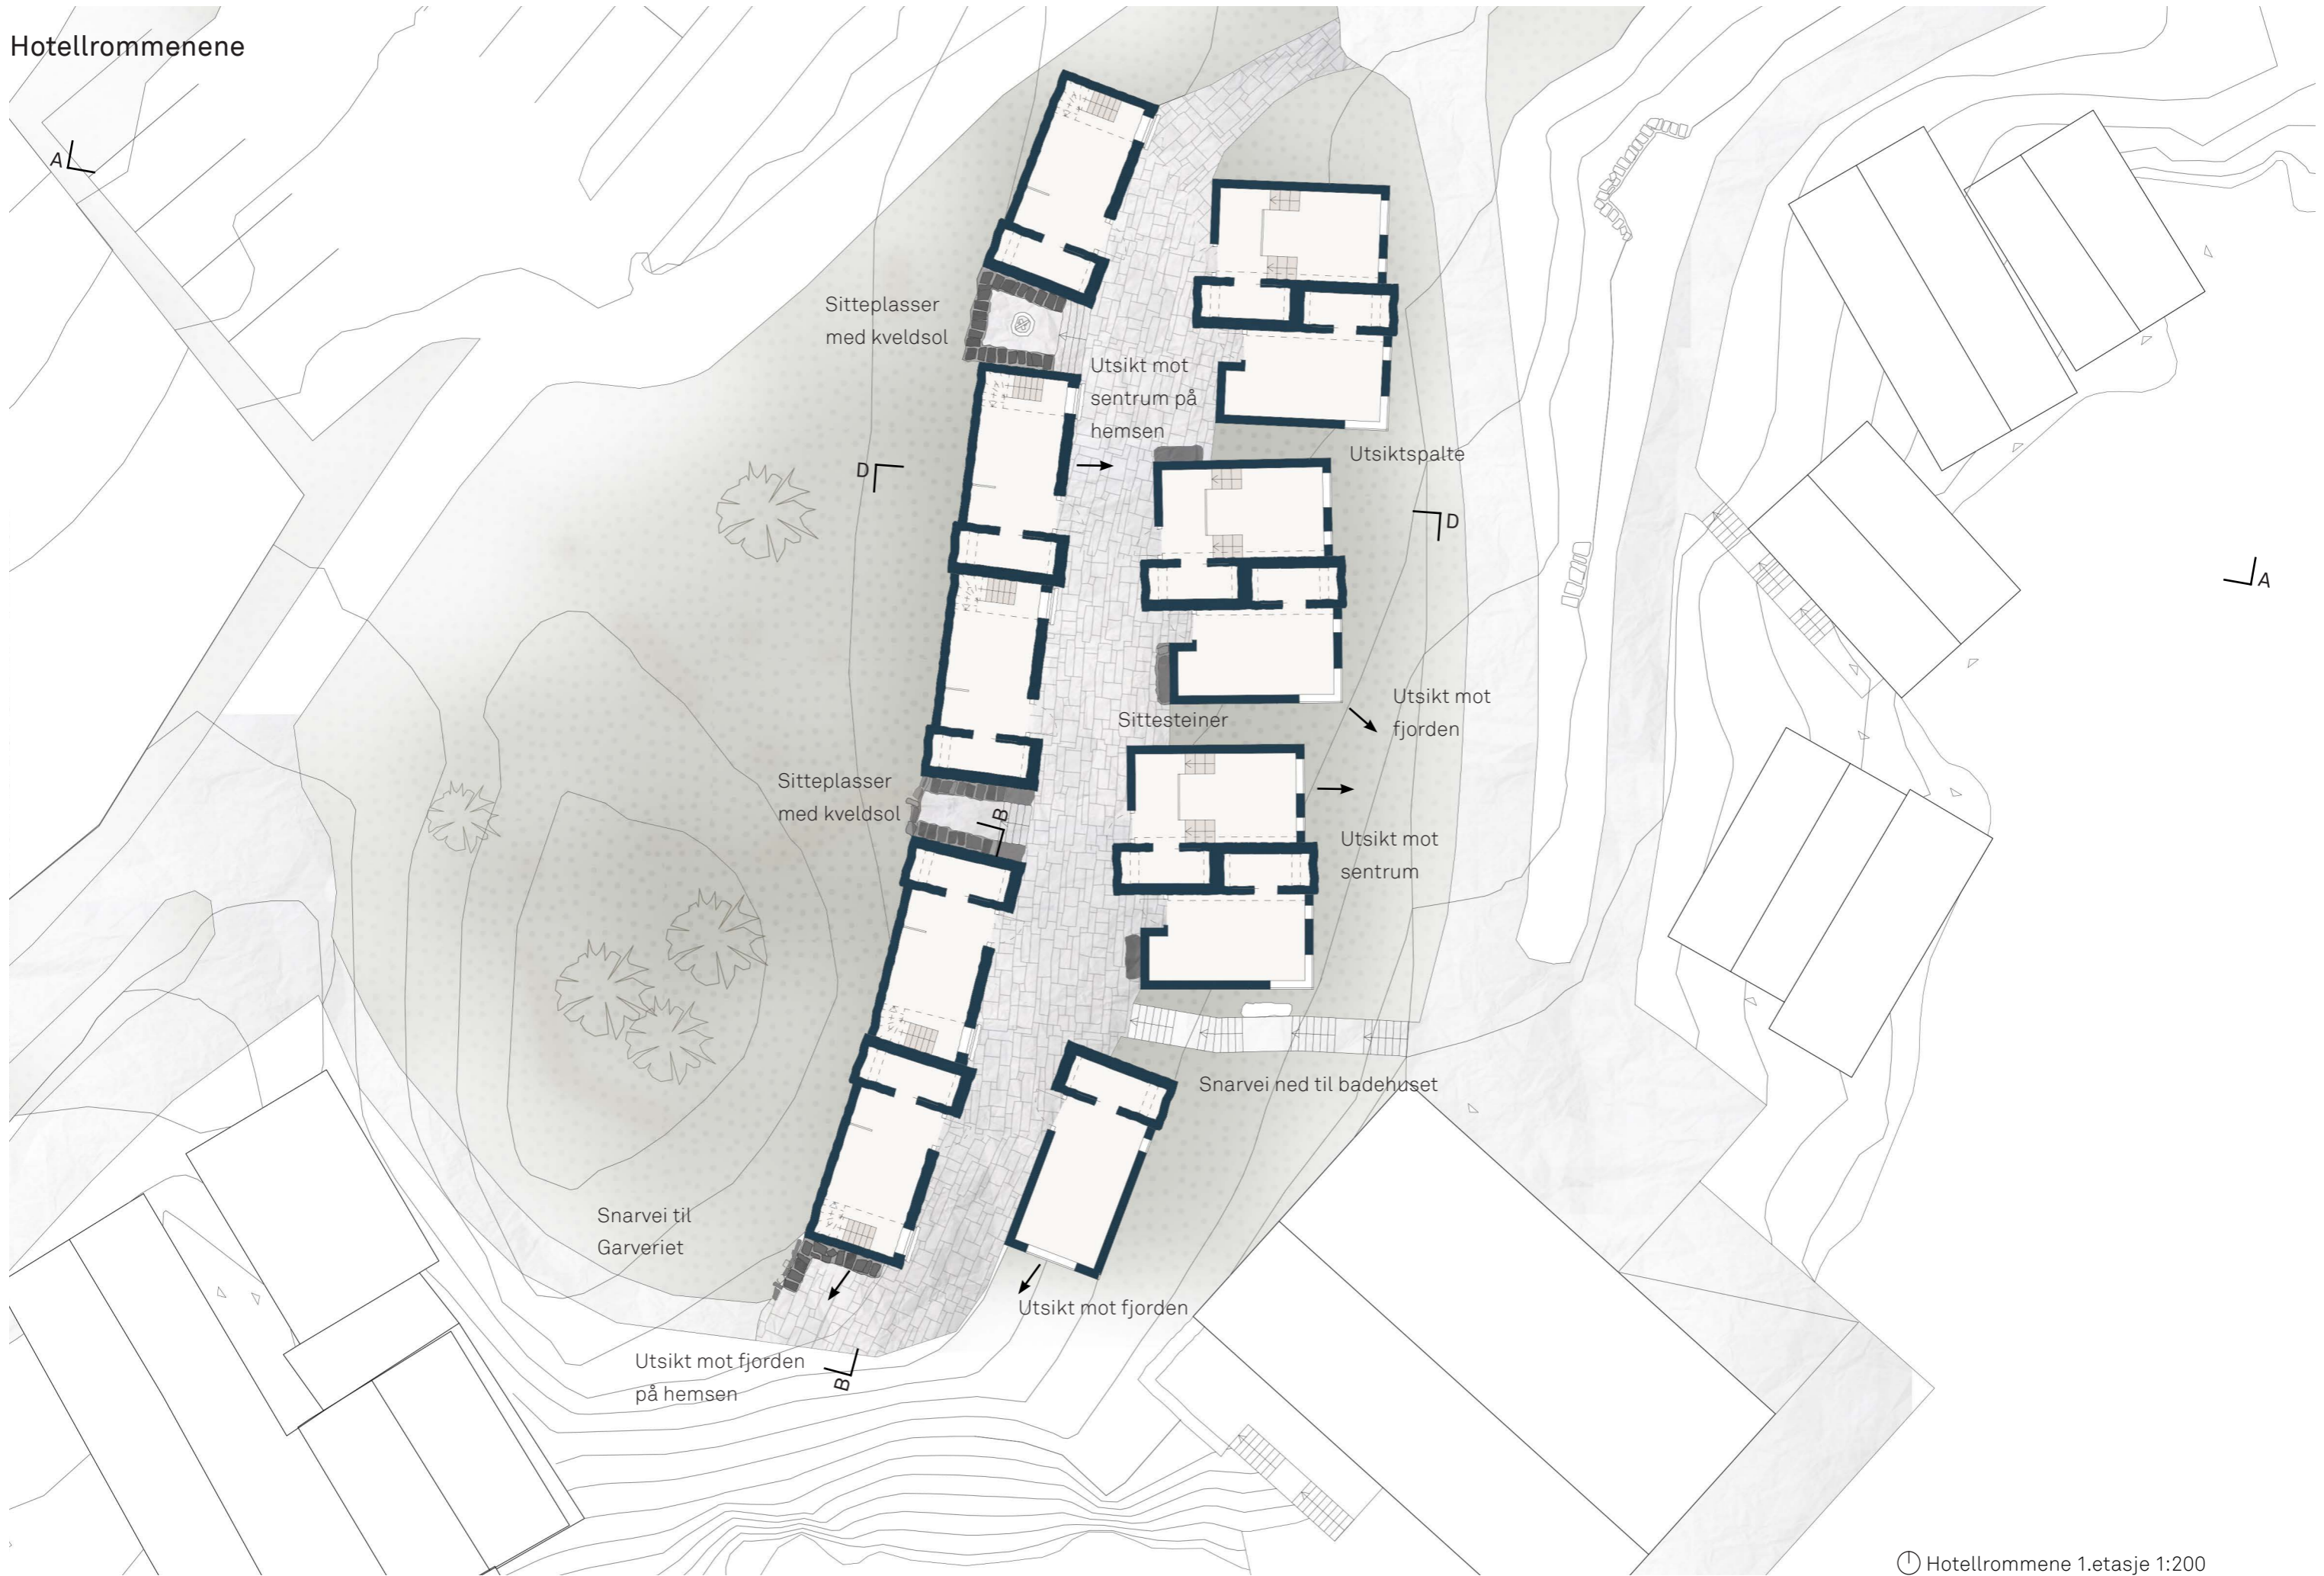 Hotellrommenene
A
Sitteplasser
med kveldsol
Utsikt mot
sentrum på
hemsen
Utsiktspalte
D
D
A
Utsikt mot
fjorden
Sittesteiner
Sitteplasser
med kveldsol
B
Utsikt mot
sentrum
Snarvei ned til badehuset
Snarvei til
Garveriet
Utsikt mot fjorden
Utsikt mot fjorden
på hemsen
B
Hotellrommene 1.etasje 1:200